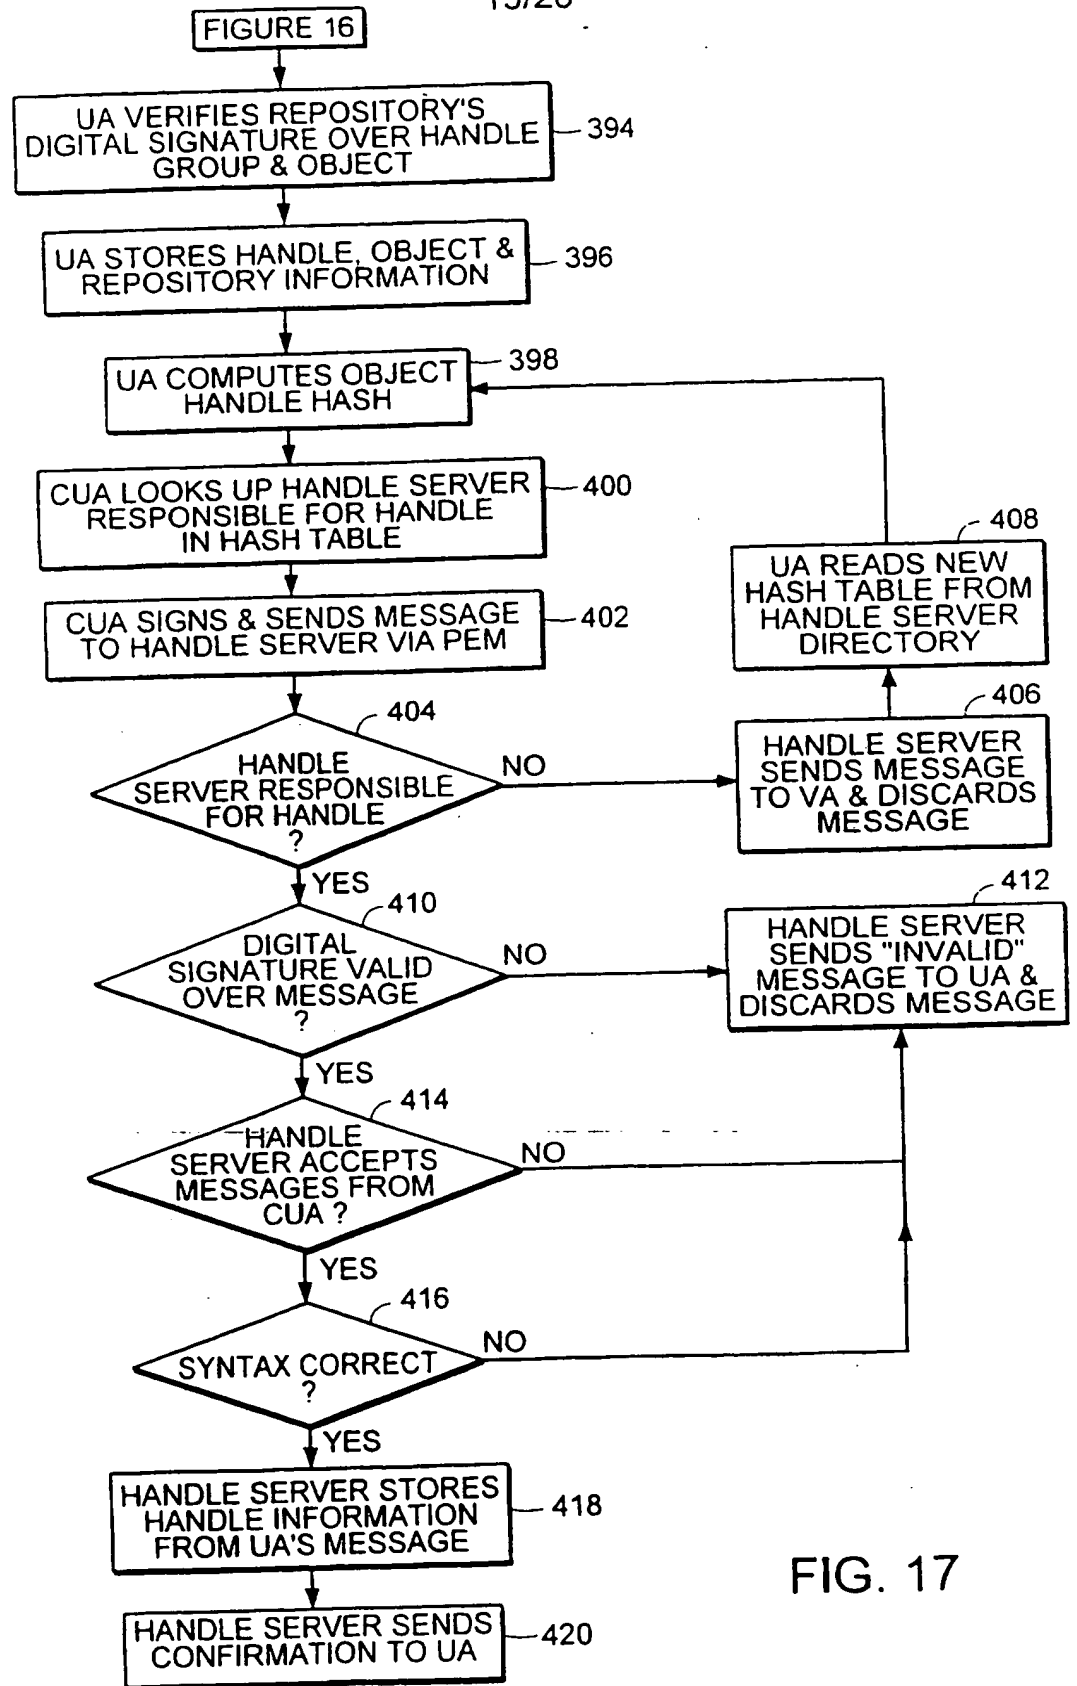 FIGURE 16
UA VERIFIES REPOSITORY'S
DIGITAL SIGNATURE OVER HANDLE
GROUP & OBJECT
394
UA STORES HANDLE, OBJECT &
REPOSITORY INFORMATION
396
UA COMPUTES OBJECT
HANDLE HASH
398
CUA LOOKS UP HANDLE SERVER
RESPONSIBLE FOR HANDLE
IN HASH TABLE
400
CUA SIGNS & SENDS MESSAGE
TO HANDLE SERVER VIA PEM
402
408
UA READS NEW
HASH TABLE FROM
HANDLE SERVER
DIRECTORY
404
HANDLE
SERVER RESPONSIBLE
FOR HANDLE
?
NO
YES
406
HANDLE SERVER
SENDS MESSAGE
TO VA & DISCARDS
MESSAGE
410
DIGITAL
SIGNATURE VALID
OVER MESSAGE
?
NO
YES
412
HANDLE SERVER
SENDS "INVALID"
MESSAGE TO UA &
DISCARDS MESSAGE
414
HANDLE
SERVER ACCEPTS
MESSAGES FROM
CUA ?
NO
YES
416
SYNTAX CORRECT
?
NO
YES
HANDLE SERVER STORES
HANDLE INFORMATION
FROM UA'S MESSAGE
418
HANDLE SERVER SENDS
CONFIRMATION TO UA
420
FIG. 17